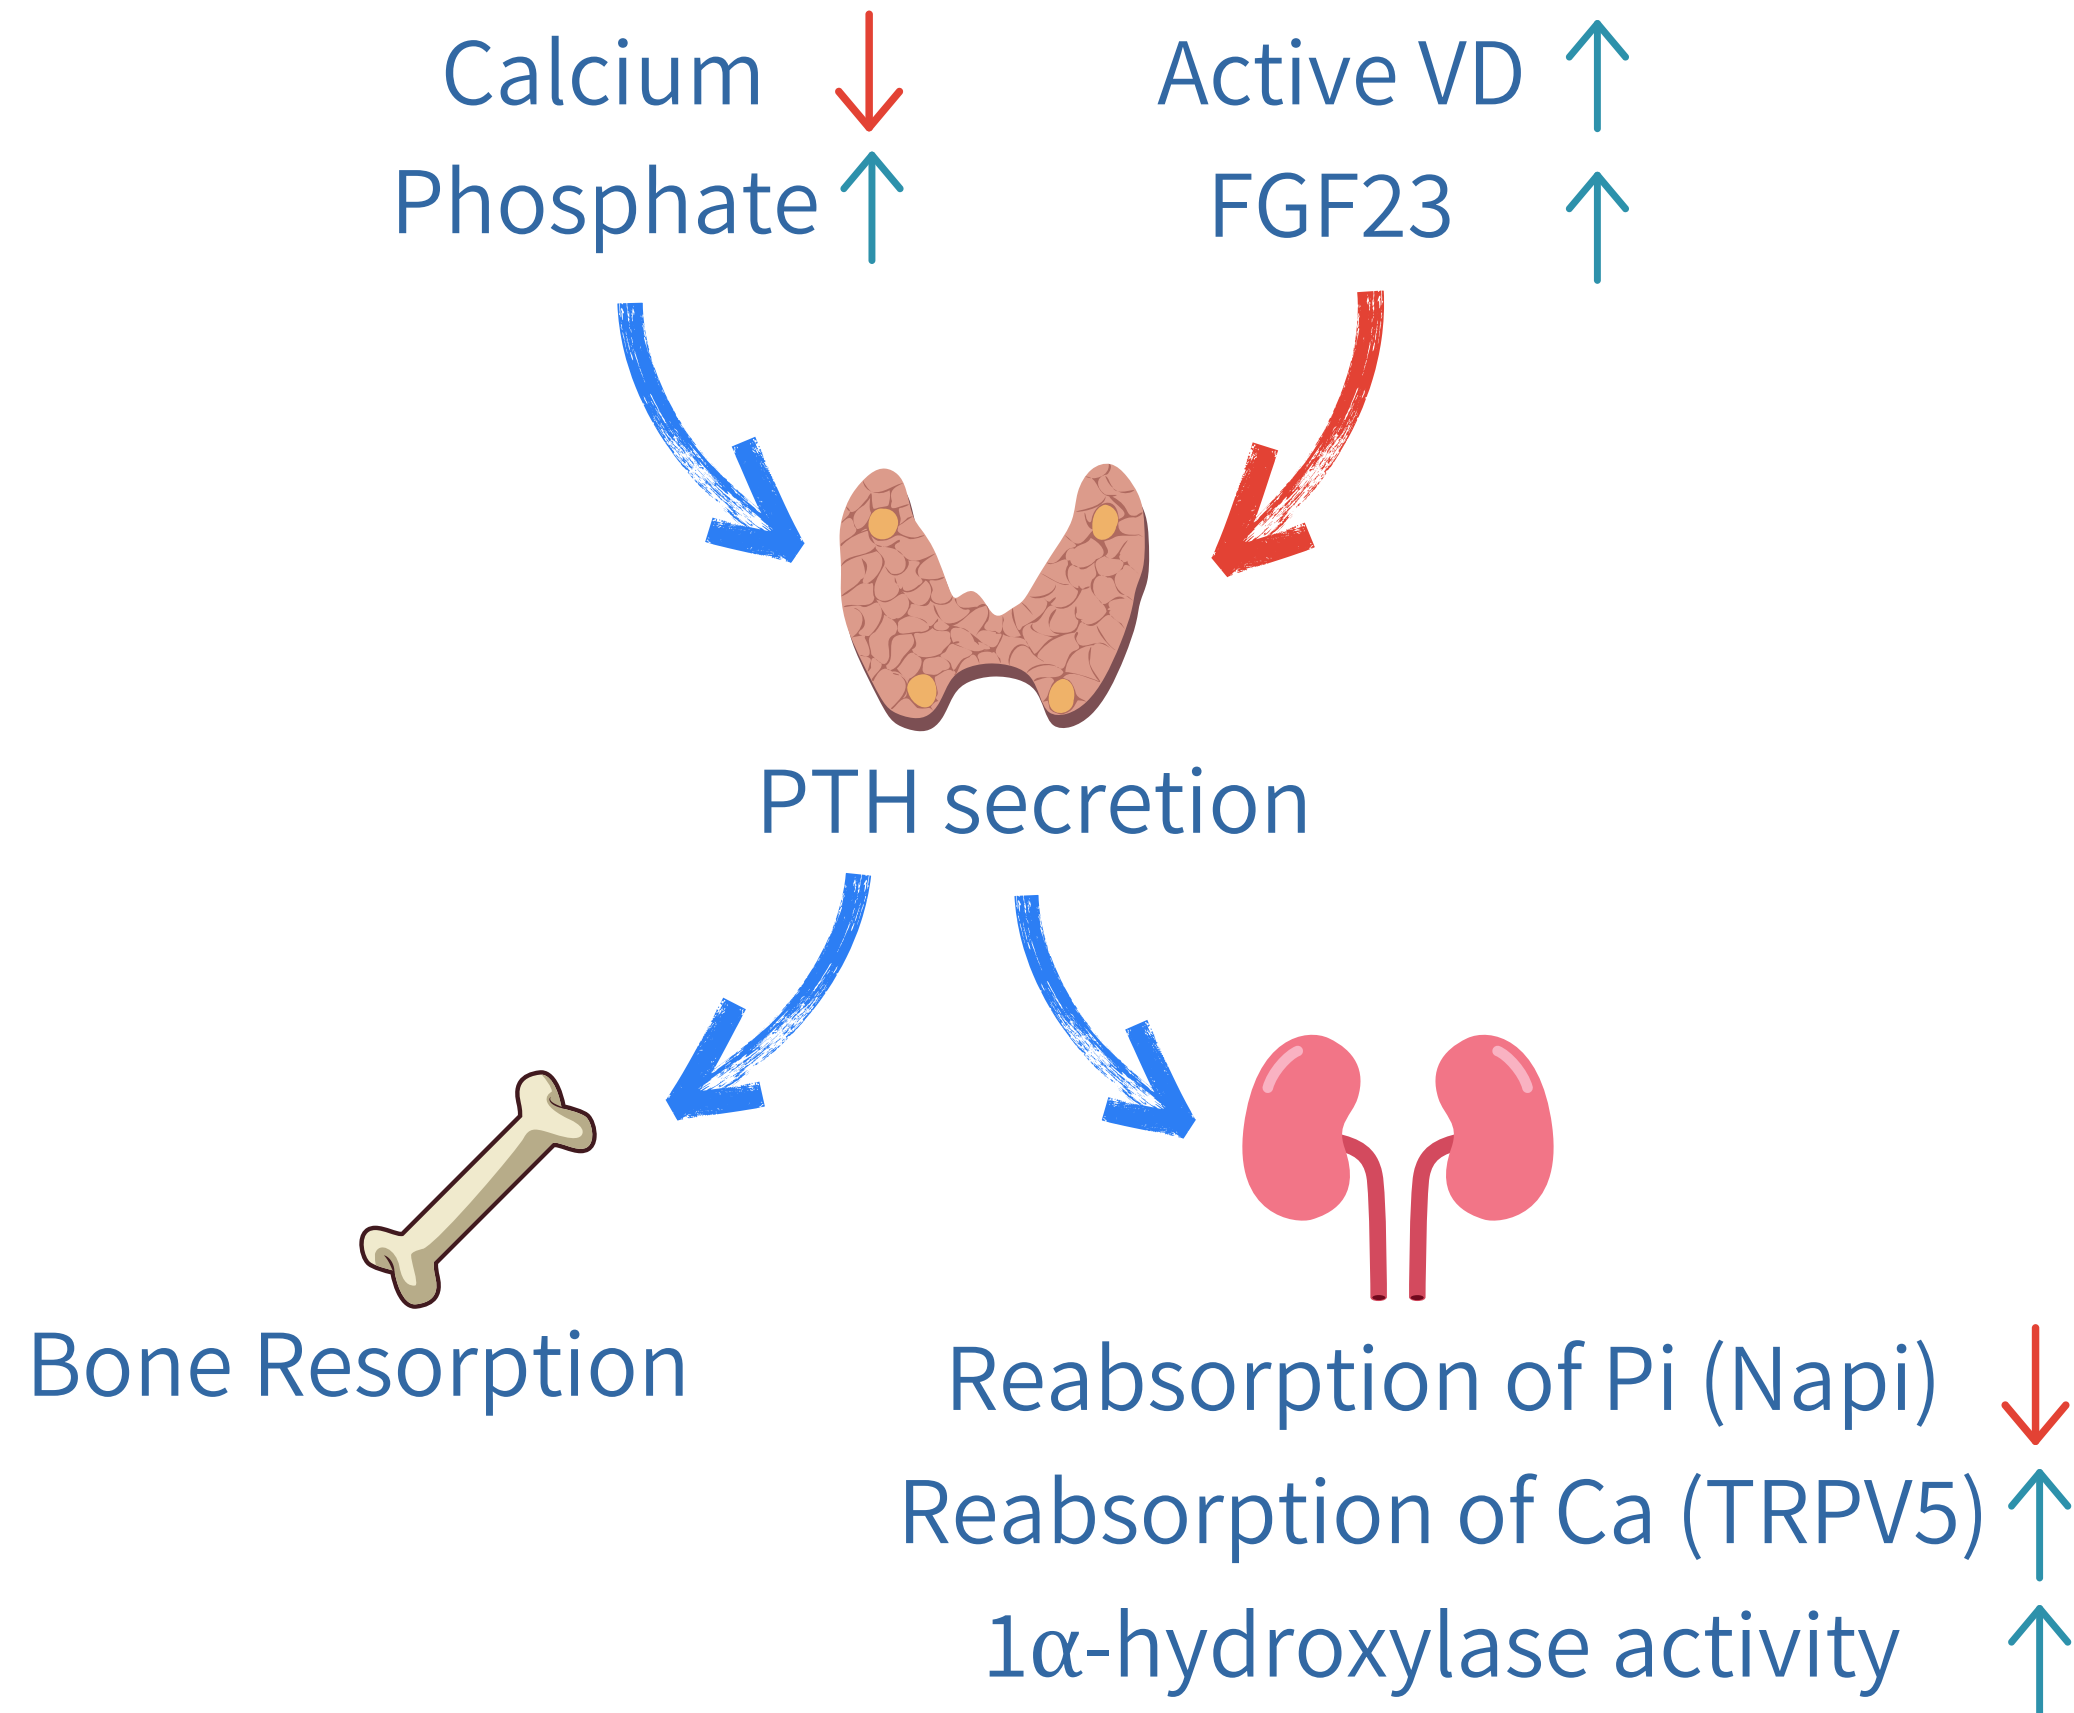 Calcium
Phosphate
Active VD
FGF23
PTH secretion
Bone Resorption
Reabsorption of Pi (Napi)
Reabsorption of Ca (TRPV5)
1α-hydroxylase activity